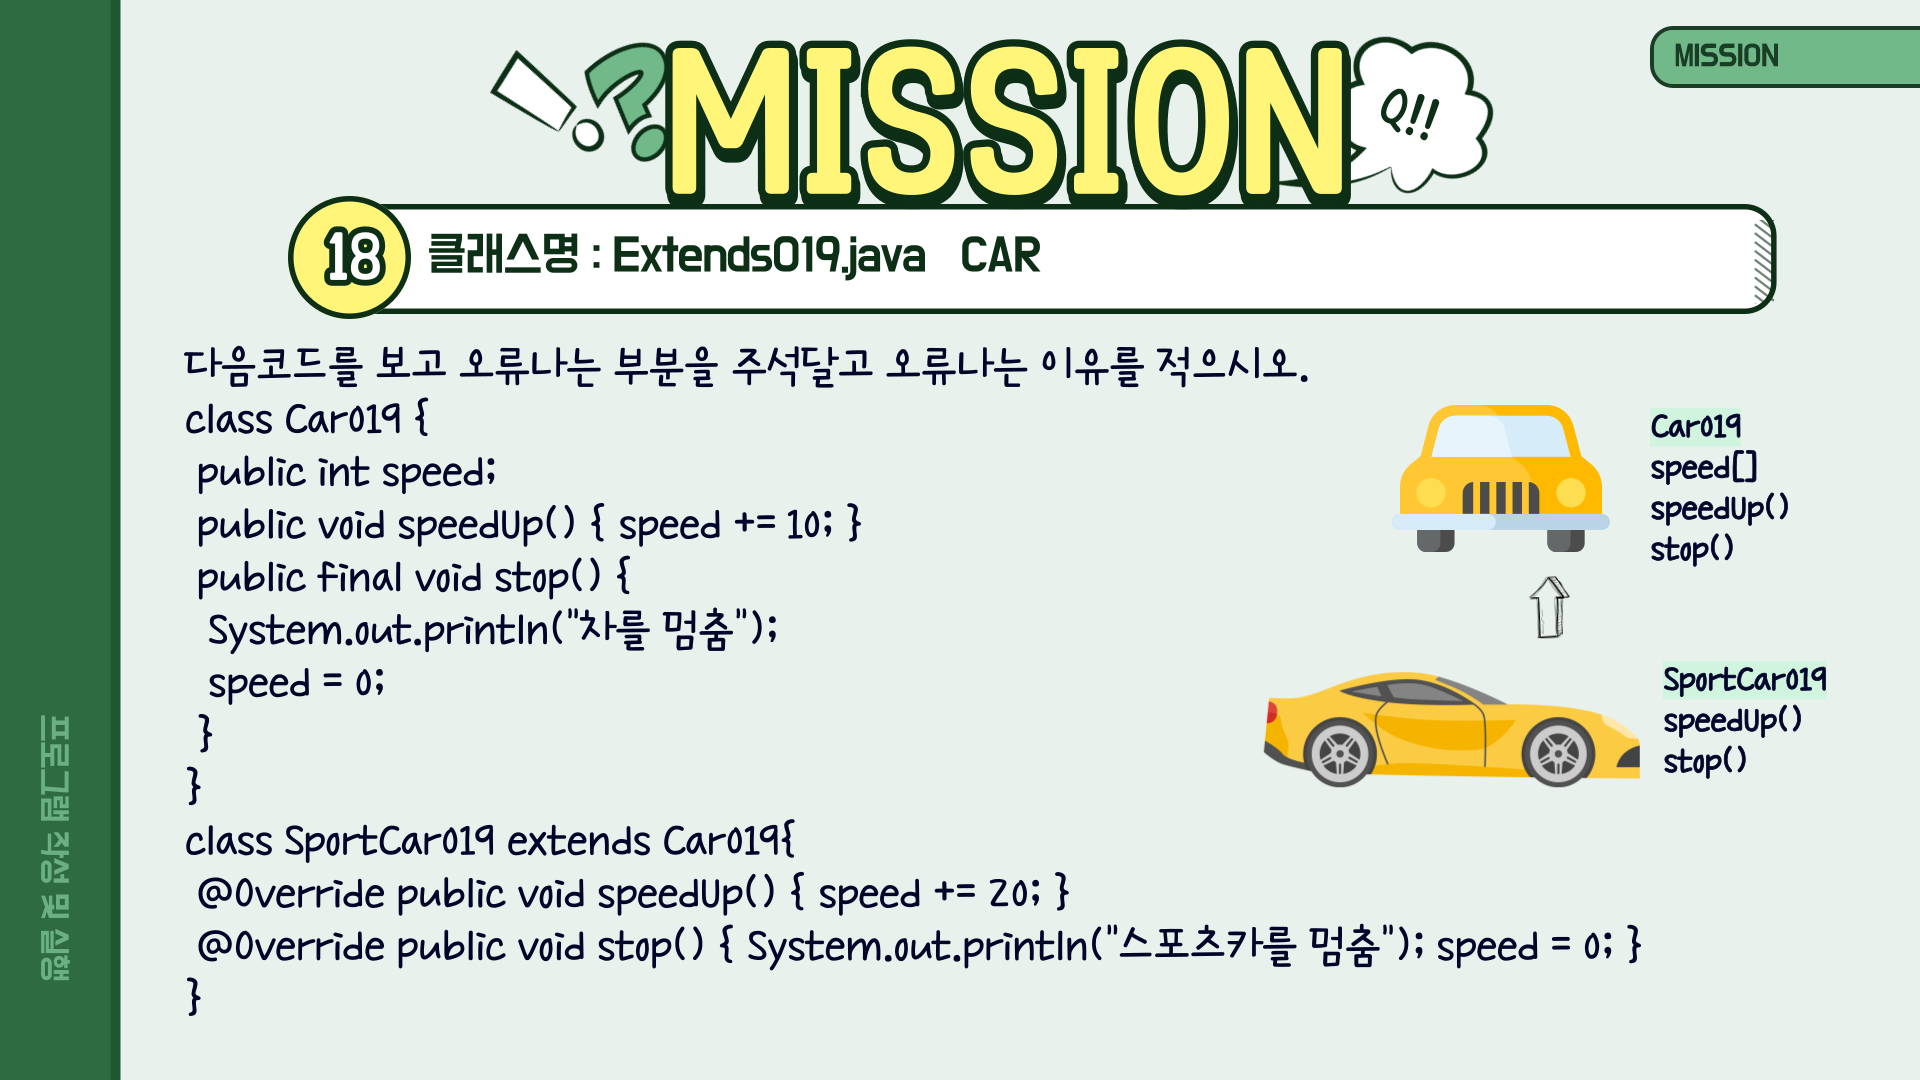 MISSION
!?
MISSION
Q!!
18
클래스명 : Extends019.java CAR
다음코드를 보고 오류나는 부분을 주석달고 오류나는 이유를 적으시오.
class Car019 {
public int speed;
public void speedUp() { speed += 10; }
public final void stop() {
System.out.println("차를 멈춤");
speed = 0;
}
}
class SportCar019 extends Car019{
@Override public void speedUp() { speed += 20; }
@Override public void stop() { System.out.println("스포츠카를 멈춤"); speed = 0; }
}
Car019
speed[]
speedUp()
stop()
SportCar019
speedUp()
stop()
프로그램 작성 및 실행